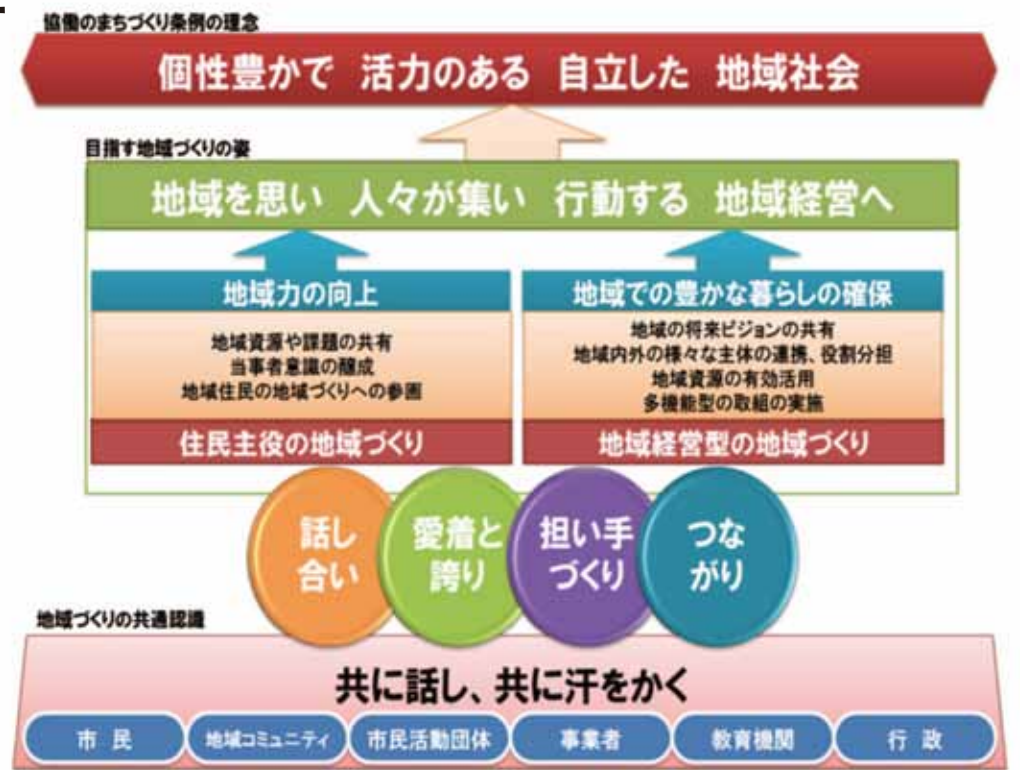 協働のまちづくり条例の理念
個性豊かで 活力のある 自立した 地域社会
目指す地域づくりの姿
地域を思い 人々が集い 行動する 地域経営へ
地域力の向上
地域資源や課題の共有
当事者意識の醸成
地域住民の地域づくりへの参画
住民主役の地域づくり
地域での豊かな暮らしの確保
地域の将来ビジョンの共有
地域内外の様々な主体の連携、役割分担
地域資源の有効活用
多機能型の取組の実施
地域経営型の地域づくり
話し
合い
愛着と
誇り
担い手
づくり
つな
がり
地域づくりの共通認識
共に話し、共に汗をかく
市 民
地域コミュニティ
市民活動団体
事業者
教育機関
行 政